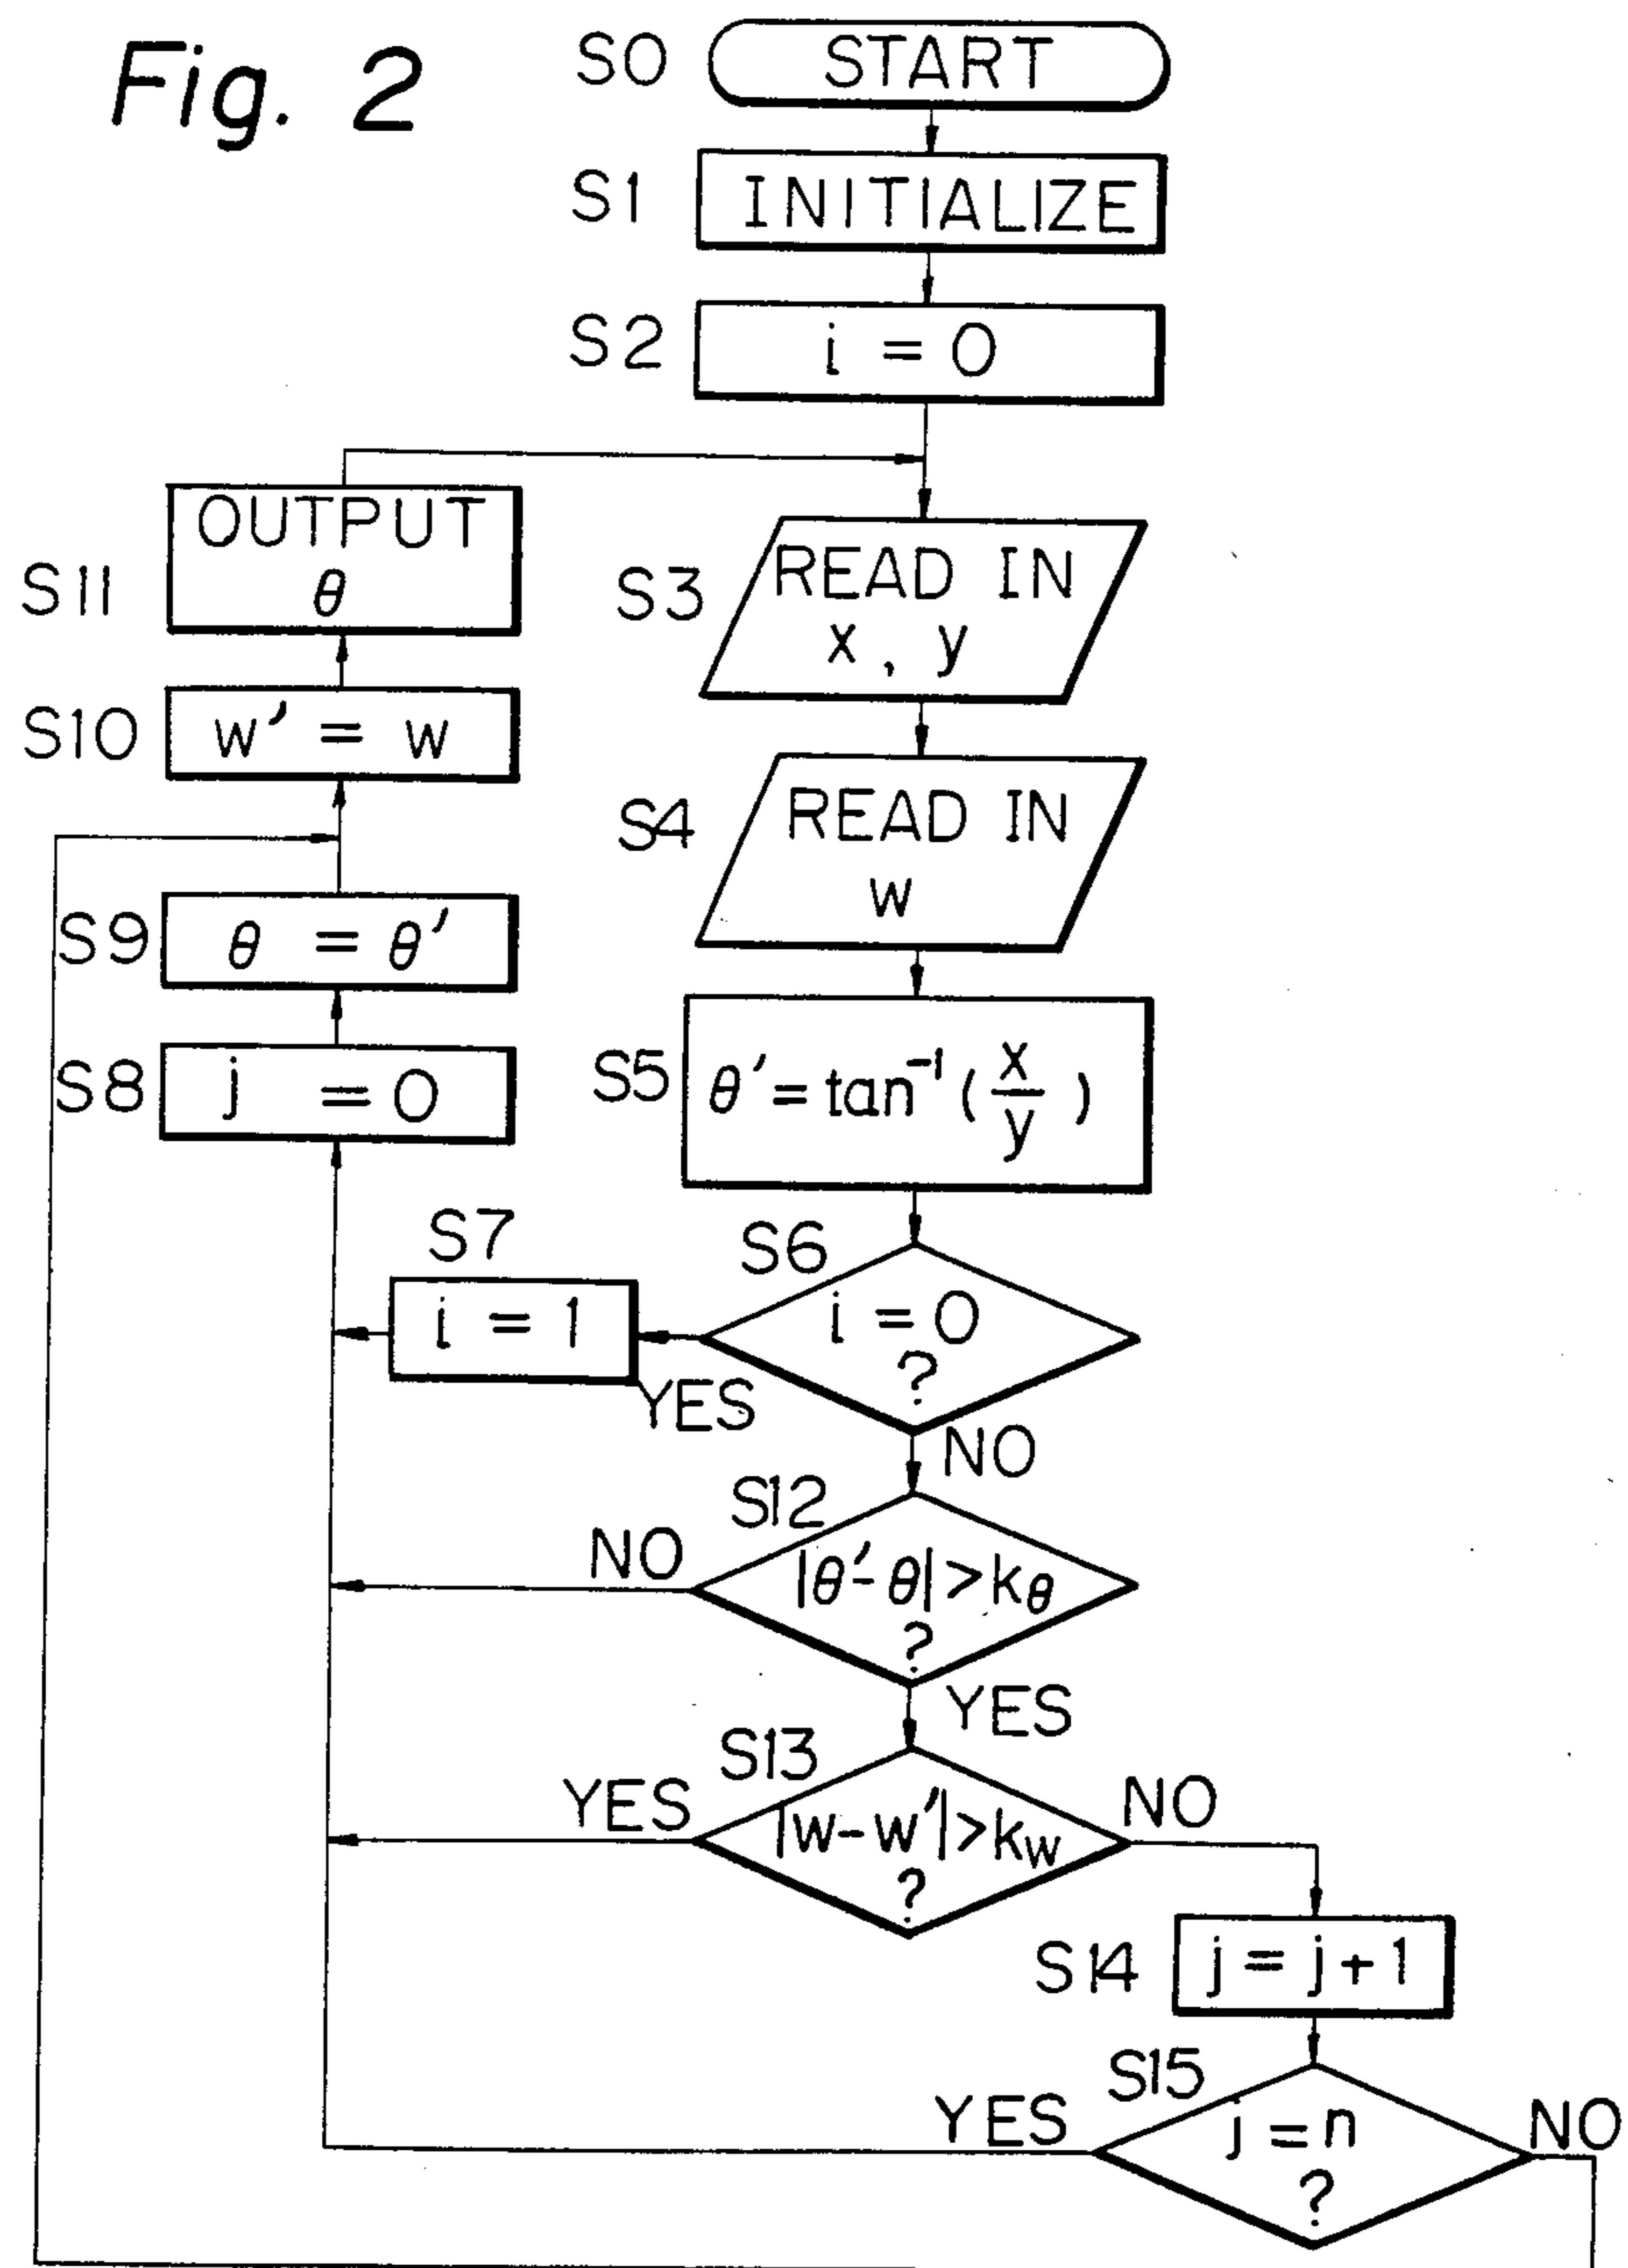 Fig. 2
S0 START
S1 INITIALIZE
S2 i = 0
S11 OUTPUT
θ
S3 READ IN
x, y
S10 w' = w
S4 READ IN
w
S9 θ = θ'
S8 j = 0
S5 θ' = tan⁻¹ (x/y)
S7
i = 1
S6
i = 0
?
YES
NO
S12
NO
|θ'-θ|>kθ
?
YES
S13
YES
|w-w'|>kw
?
NO
S14 j = j+1
S15
YES
j = n
?
NO